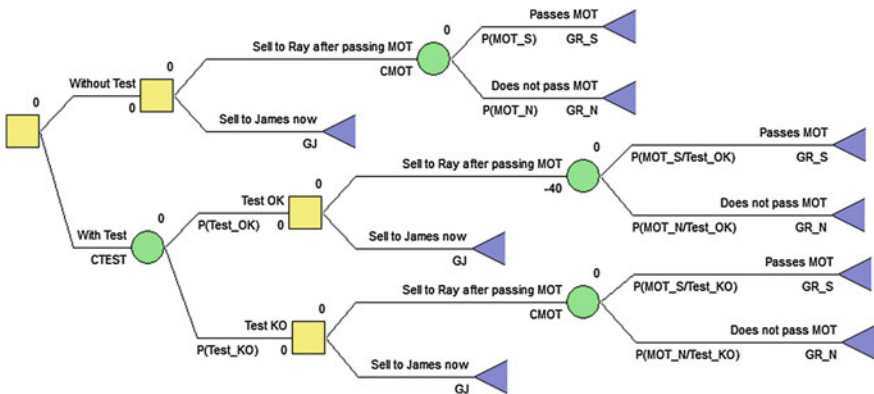 0
Passes MOT
0
Sell to Ray after passing MOT
P(MOT_S) GR_S
0
Without Test
CMOT
Does not pass MOT
0
0
P(MOT_N) GR_N
Sell to James now
GJ
0
Passes MOT
0
Sell to Ray after passing MOT
P(MOT_S/Test_OK) GR_S
0
Test OK
-40
Does not pass MOT
With Test
P(Test_OK) 0
P(MOT_N/Test_OK) GR_N
CTEST
Sell to James now
GJ
0
Passes MOT
0
Sell to Ray after passing MOT
P(MOT_S/Test_KO) GR_S
Test KO
CMOT
Does not pass MOT
P(Test_KO) 0
P(MOT_N/Test_KO) GR_N
Sell to James now
GJ